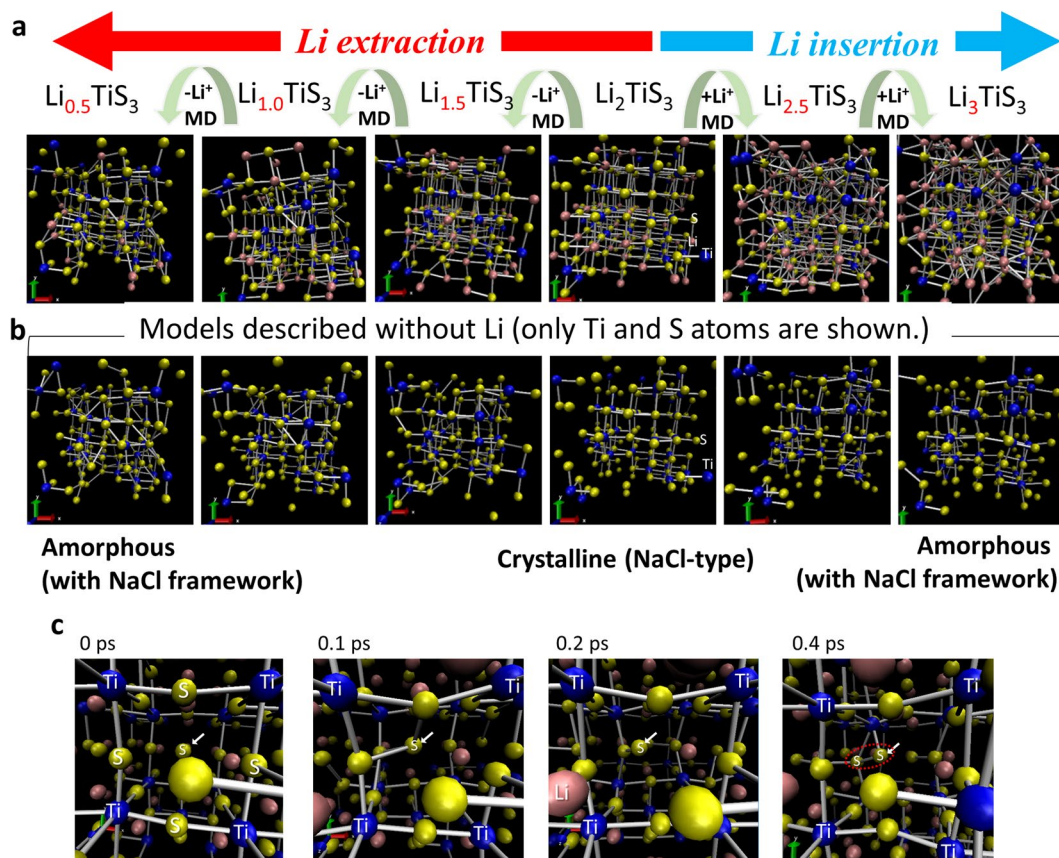 a
Li extraction
Li insertion
Li0.5TiS3
-Li+
MD
Li1.0TiS3
-Li+
MD
Li1.5TiS3
-Li+
MD
Li2TiS3
+Li+
MD
Li2.5TiS3
+Li+
MD
Li3TiS3
S
Li
Ti
b
Models described without Li (only Ti and S atoms are shown.)
S
Ti
Amorphous
(with NaCl framework)
Crystalline (NaCl-type)
Amorphous
(with NaCl framework)
c
0 ps
0.1 ps
0.2 ps
0.4 ps
Ti
S
Ti
S
S
S
Ti
S
Ti
Ti
Ti
S
Ti
Ti
Ti
Ti
S
Li
Ti
Ti
Ti
Ti
S
S
Ti
Ti